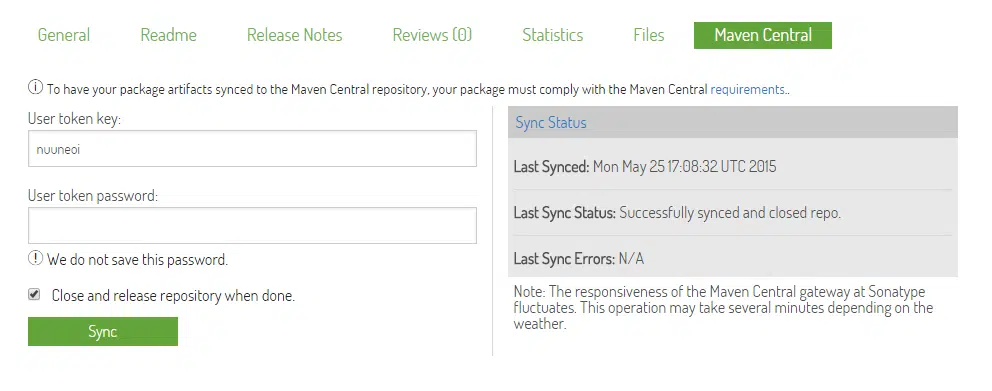 General Readme Release Notes Reviews (0) Statistics Files Maven Central
To have your package artifacts synced to the Maven Central repository, your package must comply with the Maven Central requirements..
User token key:
nuuneoi
User token password:
We do not save this password.
Close and release repository when done.
Sync
Sync Status
Last Synced: Mon May 25 17:08:32 UTC 2015
Last Sync Status: Successfully synced and closed repo.
Last Sync Errors: N/A
Note: The responsiveness of the Maven Central gateway at Sonatype
fluctuates. This operation may take several minutes depending on the
weather.